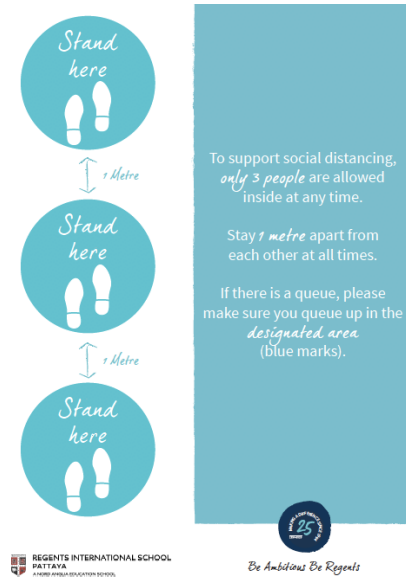 Stand
here
1 Metre
Stand
here
1 Metre
Stand
here
To support social distancing,
only 3 people are allowed
inside at any time.
Stay 1 metre apart from
each other at all times.
If there is a queue, please
make sure you queue up in the
designated area
(blue marks).
25
REGENTS INTERNATIONAL SCHOOL
PATTAYA
A NORD ANGLIA EDUCATION SCHOOL
Be Ambitious Be Regents